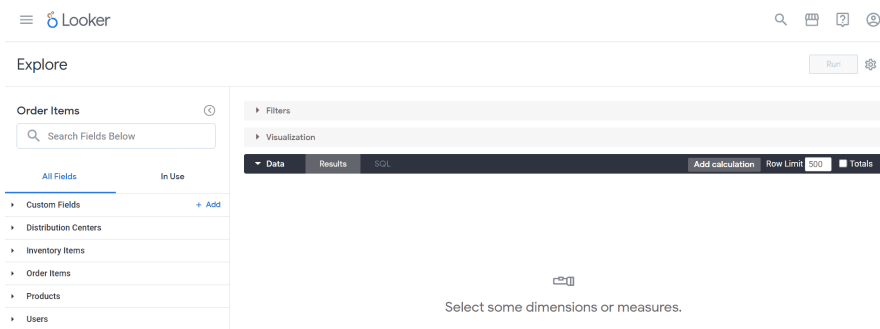 Looker
Explore
Run
Order Items
Search Fields Below
All Fields
In Use
Custom Fields
+ Add
Distribution Centers
Inventory Items
Order Items
Products
Users
Filters
Visualization
Data
Results
SQL
Add calculation
Row Limit 500
Totals
Select some dimensions or measures.